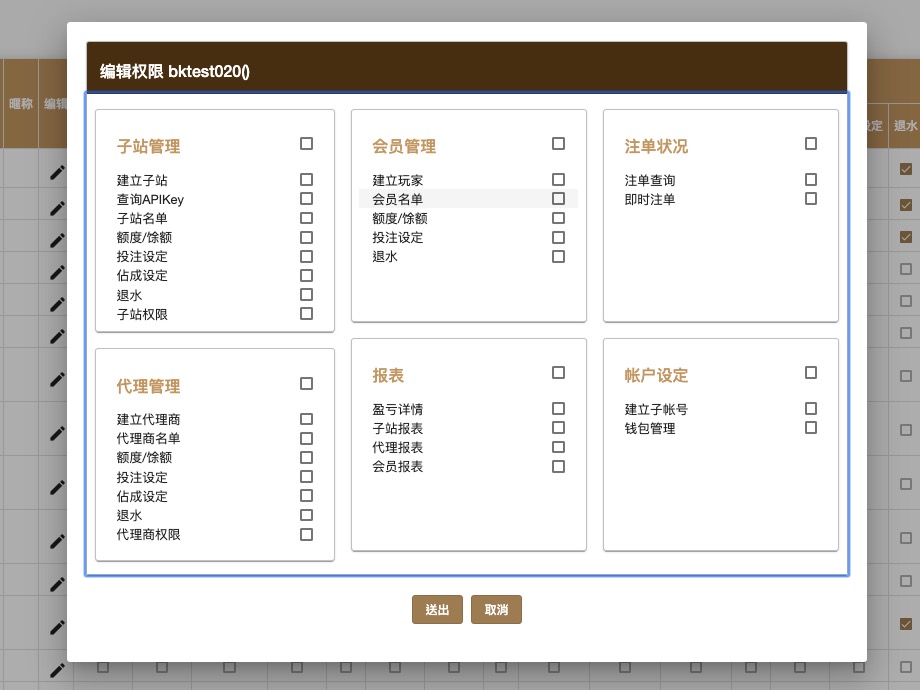 编辑权限 bktest020()
暱称
编辑
设定
退水
子站管理
建立子站
查询APIKey
子站名单
额度/馀额
投注设定
佔成设定
退水
子站权限
会员管理
建立玩家
会员名单
额度/馀额
投注设定
退水
注单状况
注单查询
即时注单
代理管理
建立代理商
代理商名单
额度/馀额
投注设定
佔成设定
退水
代理商权限
报表
盈亏详情
子站报表
代理报表
会员报表
帐户设定
建立子帐号
钱包管理
送出
取消